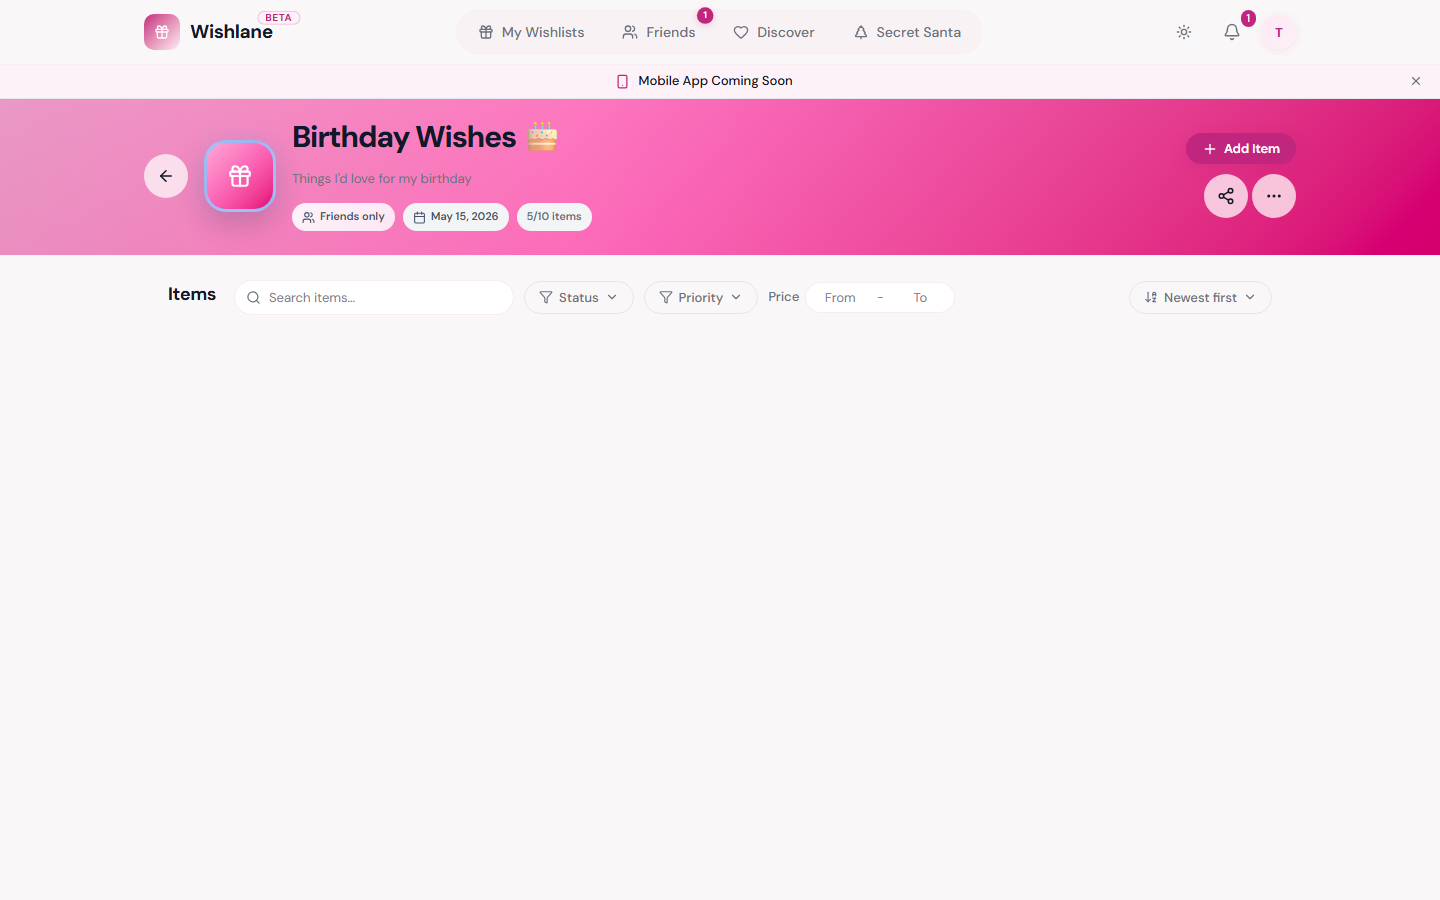 Wishlane
BETA
My Wishlists
Friends
1
Discover
Secret Santa
1
T
Mobile App Coming Soon
Birthday Wishes 🎂
Things I'd love for my birthday
Friends only
May 15, 2026
5/10 items
Add Item
Items
Search items...
Status
Priority
Price
From - To
Newest first